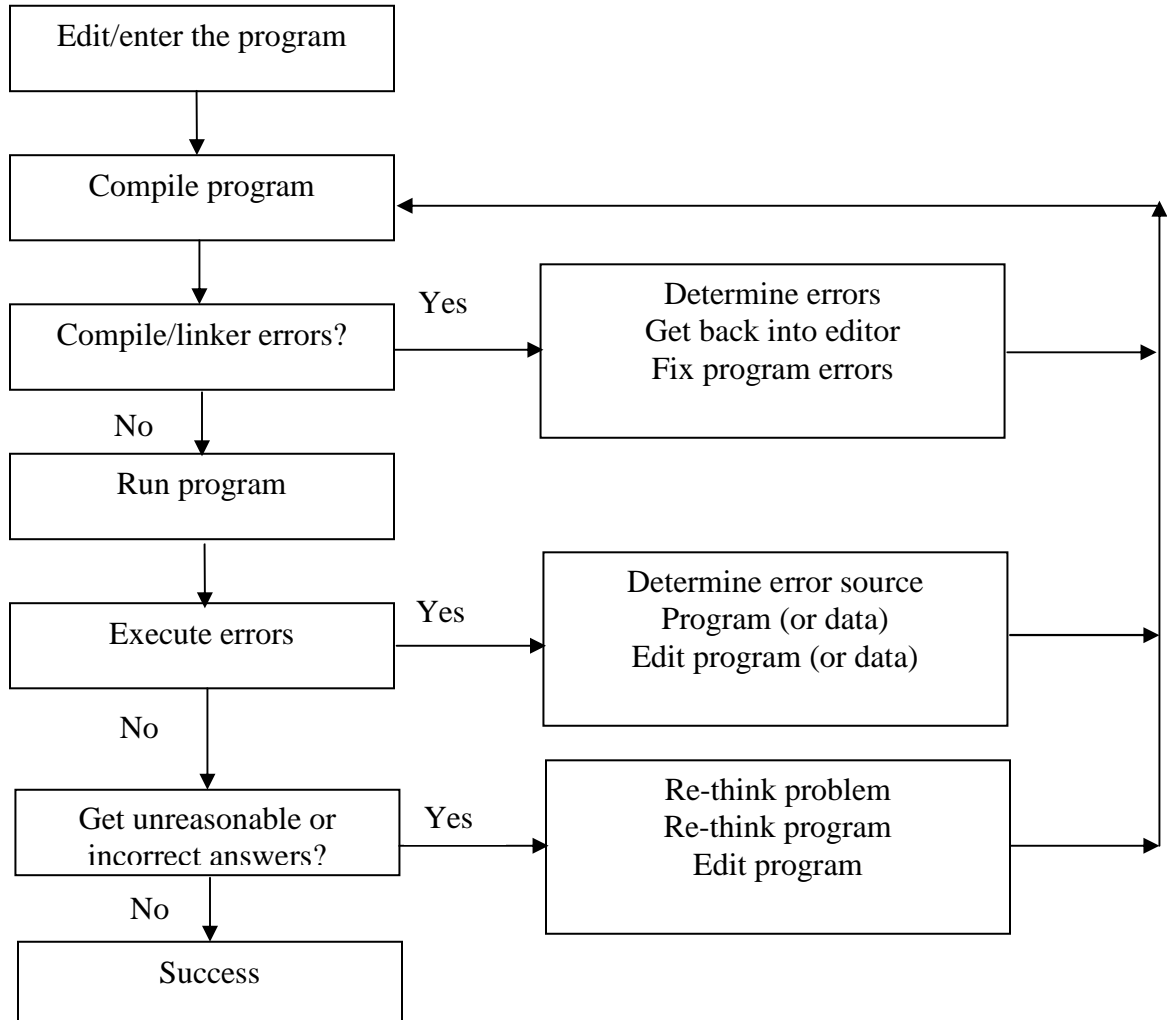 Edit/enter the program
Compile program
Compile/linker errors?
Yes
Determine errors
Get back into editor
Fix program errors
No
Run program
Execute errors
Yes
Determine error source
Program (or data)
Edit program (or data)
No
Get unreasonable or
incorrect answers?
Yes
Re-think problem
Re-think program
Edit program
No
Success